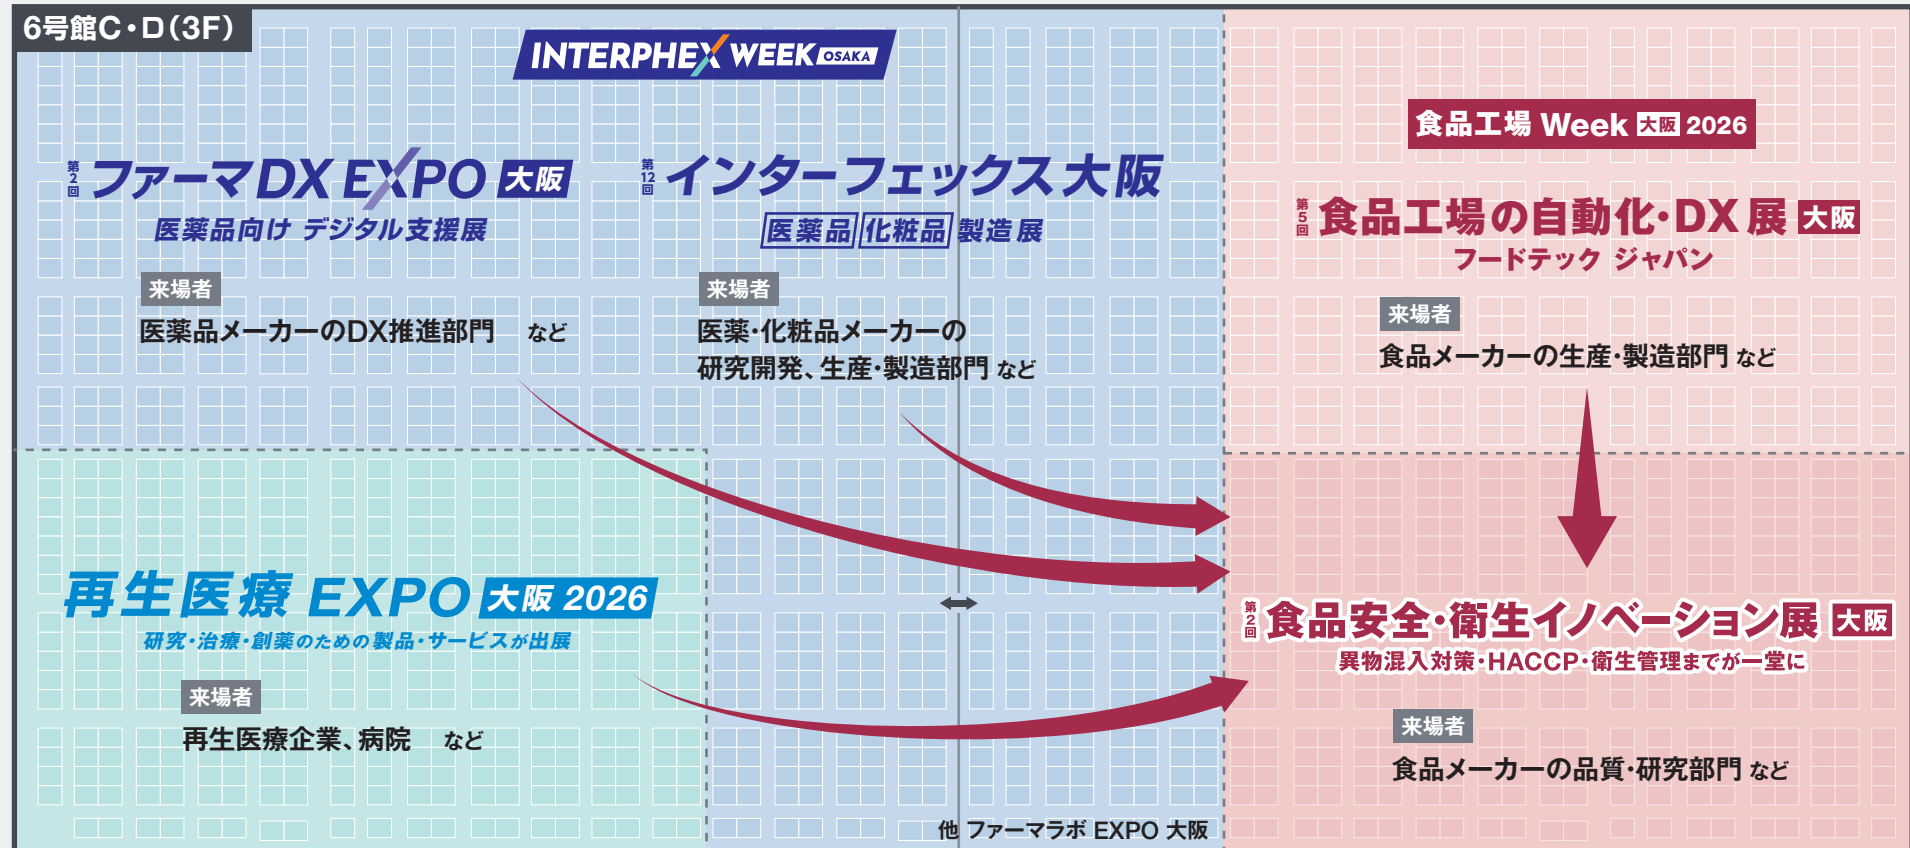 6号館C・D(3F)
INTERPHEX WEEK OSAKA
第2回 ファーマDX EXPO 大阪
医薬品向け デジタル支援展
来場者
医薬品メーカーのDX推進部門 など
第12回 インターフェックス 大阪
医薬品 化粧品 製造展
来場者
医薬・化粧品メーカーの
研究開発、生産・製造部門 など
食品工場 Week 大阪 2026
第5回 食品工場の自動化・DX 展 大阪
フードテック ジャパン
来場者
食品メーカーの生産・製造部門 など
再生医療 EXPO 大阪 2026
研究・治療・創薬のための製品・サービスが出展
来場者
再生医療企業、病院 など
第2回 食品安全・衛生イノベーション展 大阪
異物混入対策・HACCP・衛生管理までが一堂に
来場者
食品メーカーの品質・研究部門 など
他 ファーマラボ EXPO 大阪